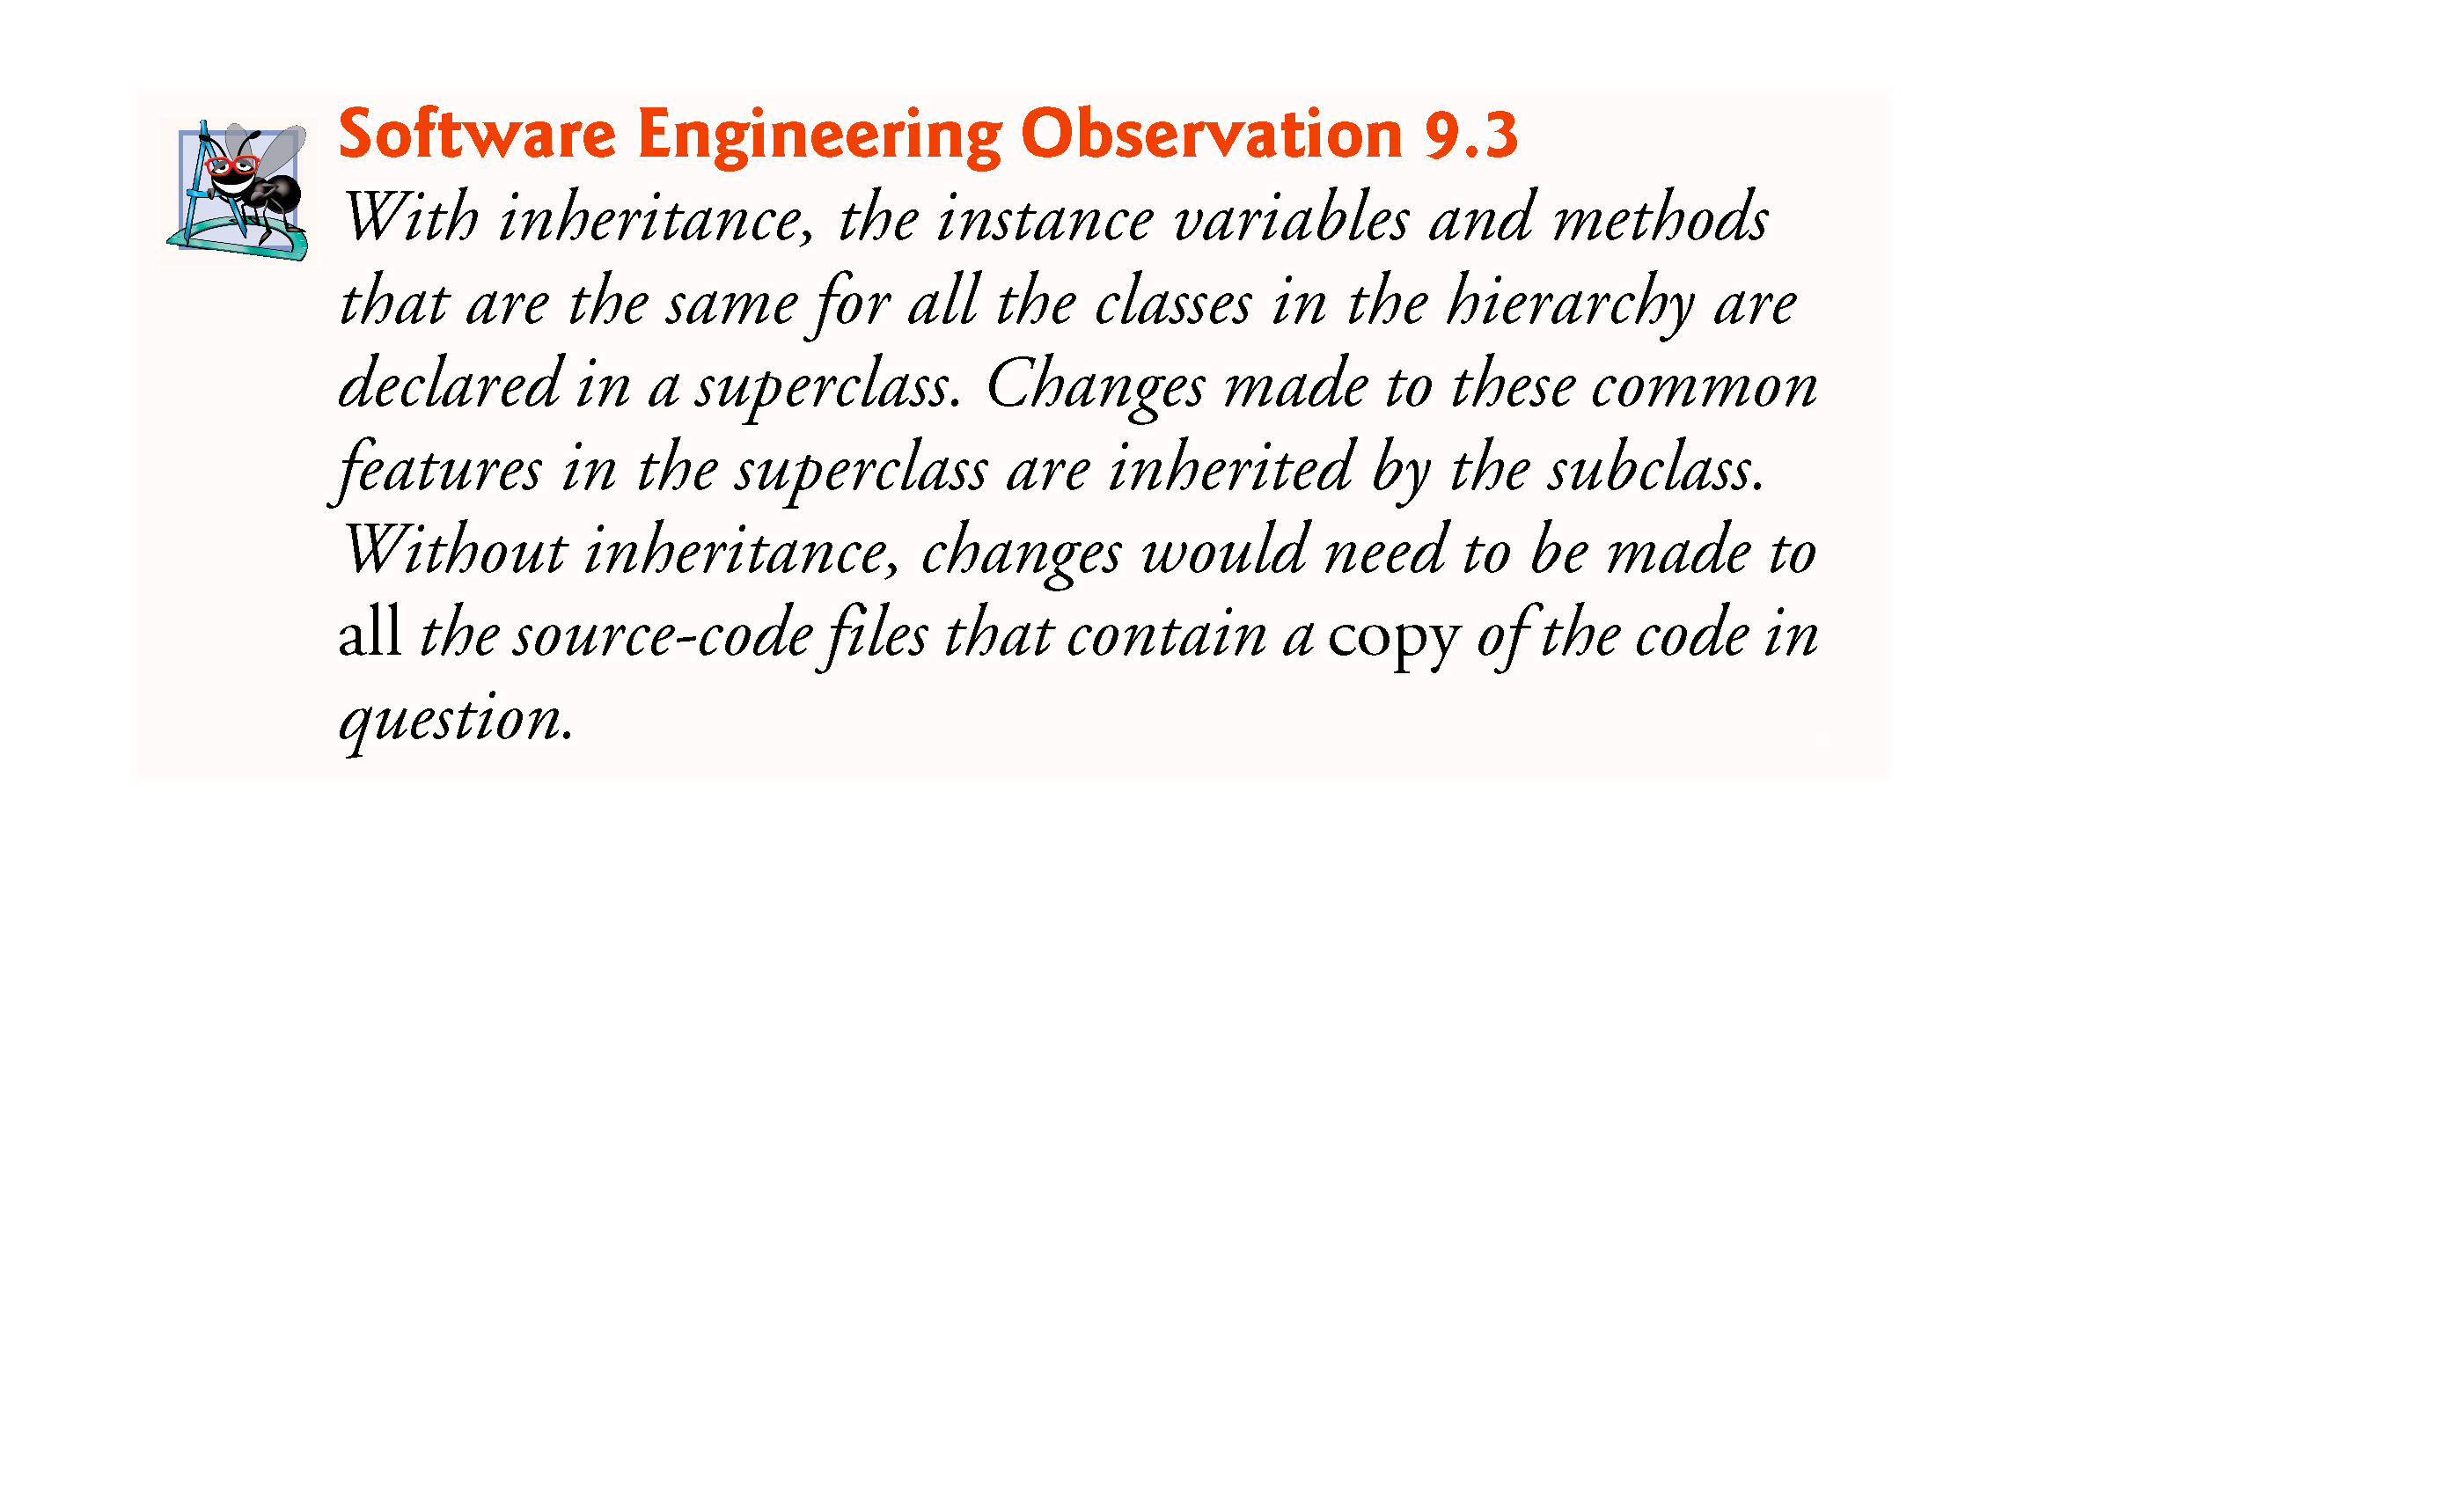 Software Engineering Observation 9.3
With inheritance, the instance variables and methods
that are the same for all the classes in the hierarchy are
declared in a superclass. Changes made to these common
features in the superclass are inherited by the subclass.
Without inheritance, changes would need to be made to
all the source-code files that contain a copy of the code in
question.